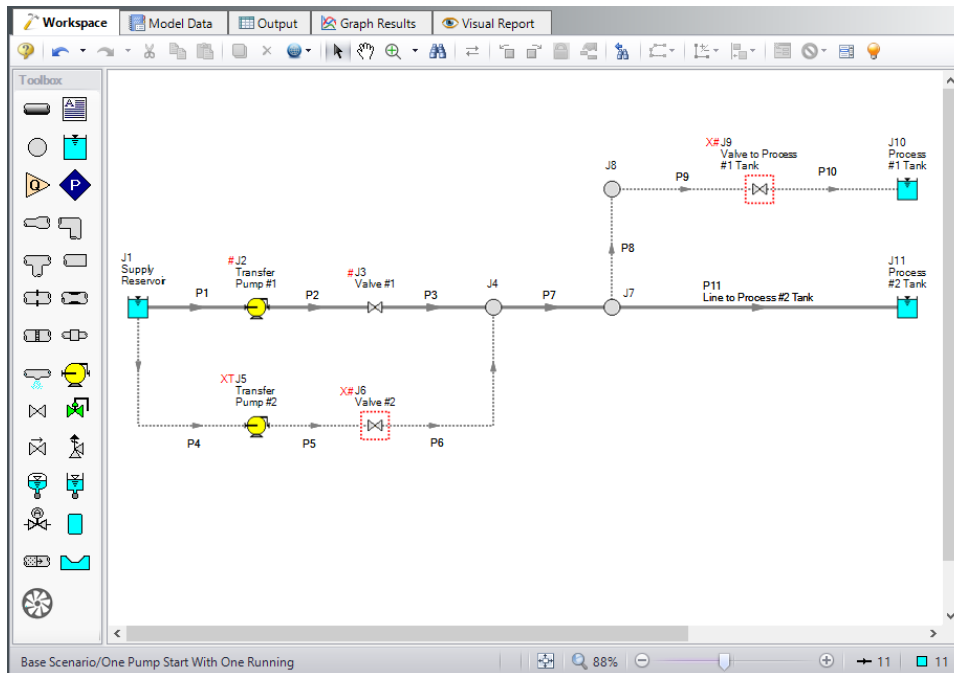 Workspace
Model Data
Output
Graph Results
Visual Report
Toolbox
A
Q
P
J1
Supply
Reservoir
P1
#J2
Transfer
Pump #1
P2
#J3
Valve #1
P3
J4
P7
J7
P8
J8
P9
X#J9
Valve to Process
#1 Tank
P10
J10
Process
#1 Tank
P11
Line to Process #2 Tank
J11
Process
#2 Tank
P4
XTJ5
Transfer
Pump #2
P5
X#J6
Valve #2
P6
Base Scenario/One Pump Start With One Running
88%
11
11